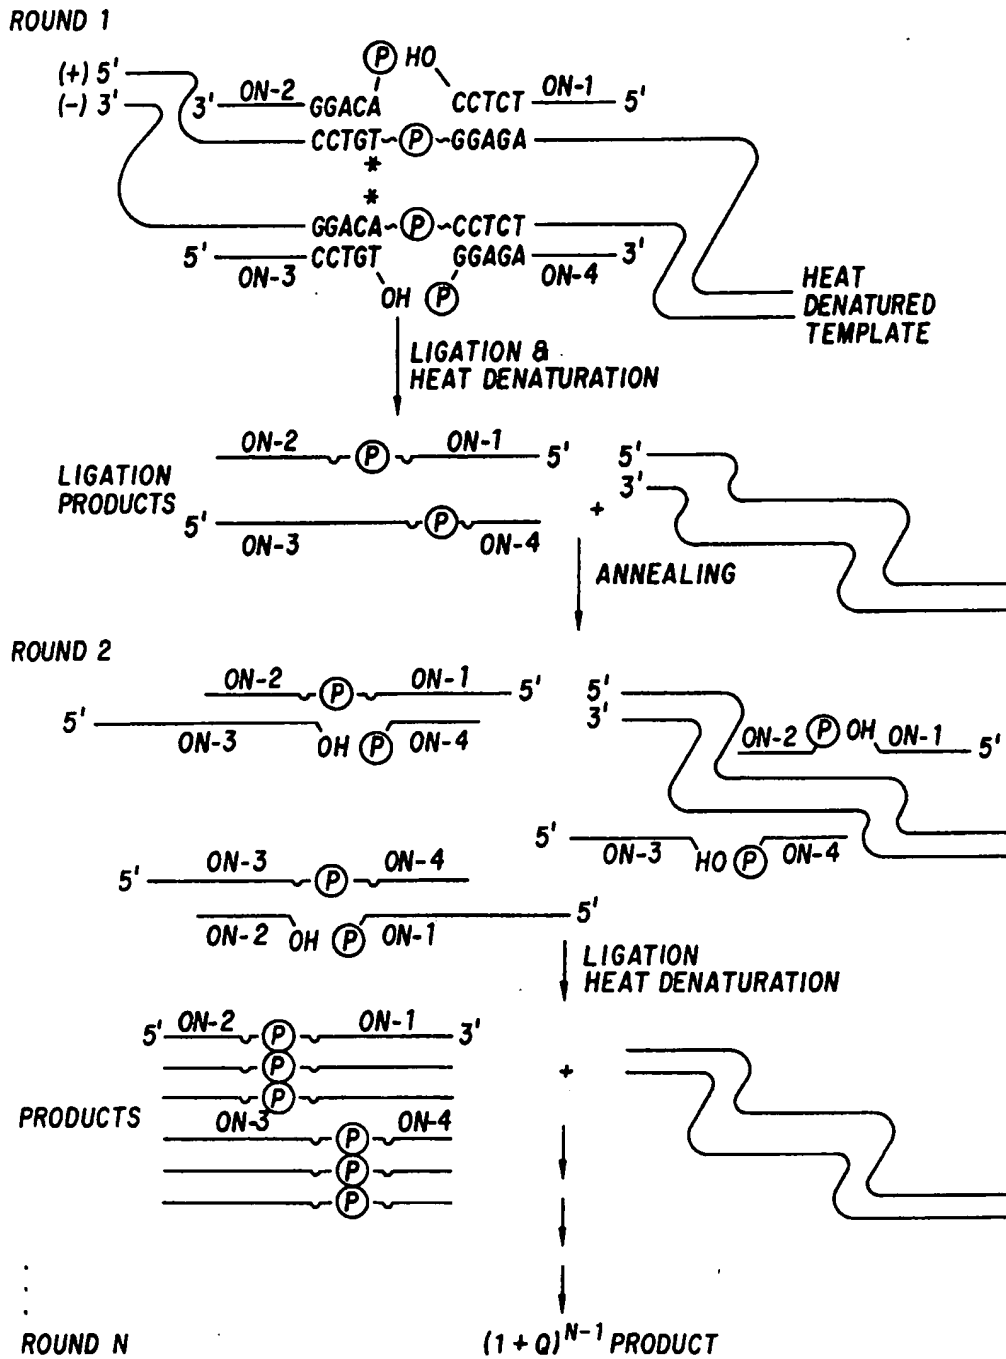 ROUND 1
(+) 5'
(-) 3'
P HO
3' ON-2 GGACA CCTCT ON-1 5'
CCTGT~P~GGAGA
*
*
GGACA~P~CCTCT
5' ON-3 CCTGT GGAGA ON-4 3'
OH P
HEAT
DENATURED
TEMPLATE
LIGATION &
HEAT DENATURATION
LIGATION
PRODUCTS
ON-2 P ON-1 5'
5' ON-3 P ON-4
+
5'
3'
ANNEALING
ROUND 2
ON-2 P ON-1 5'
5' ON-3 OH P ON-4
5'
3'
ON-2 P OH ON-1 5'
5' ON-3 HO P ON-4
5' ON-3 P ON-4
ON-2 OH P ON-1 5'
LIGATION
HEAT DENATURATION
PRODUCTS
5' ON-2 P ON-1 3'
P
P
ON-3 P ON-4
P
P
+
ROUND N
(1+Q)^N-1 PRODUCT